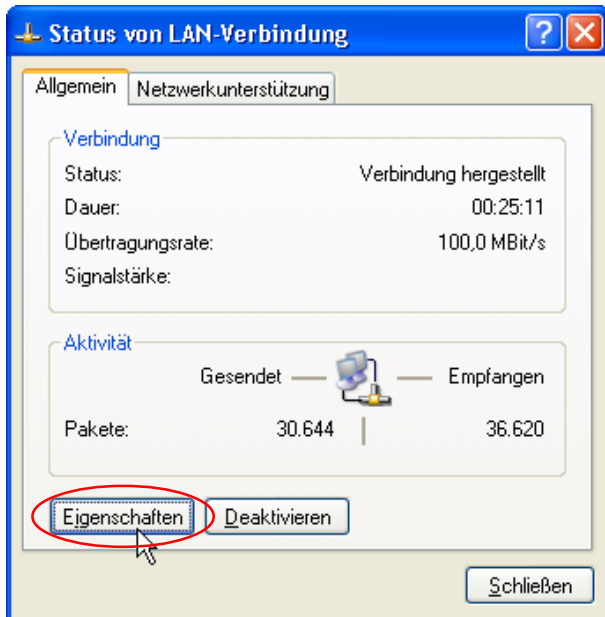 Status von LAN-Verbindung
Allgemein Netzwerkunterstützung
Verbindung
Status: Verbindung hergestellt
Dauer: 00:25:11
Übertragungsrate: 100,0 MBit/s
Signalstärke:
Aktivität
Gesendet Empfangen
Pakete: 30.644 36.620
Eigenschaften Deaktivieren
Schließen